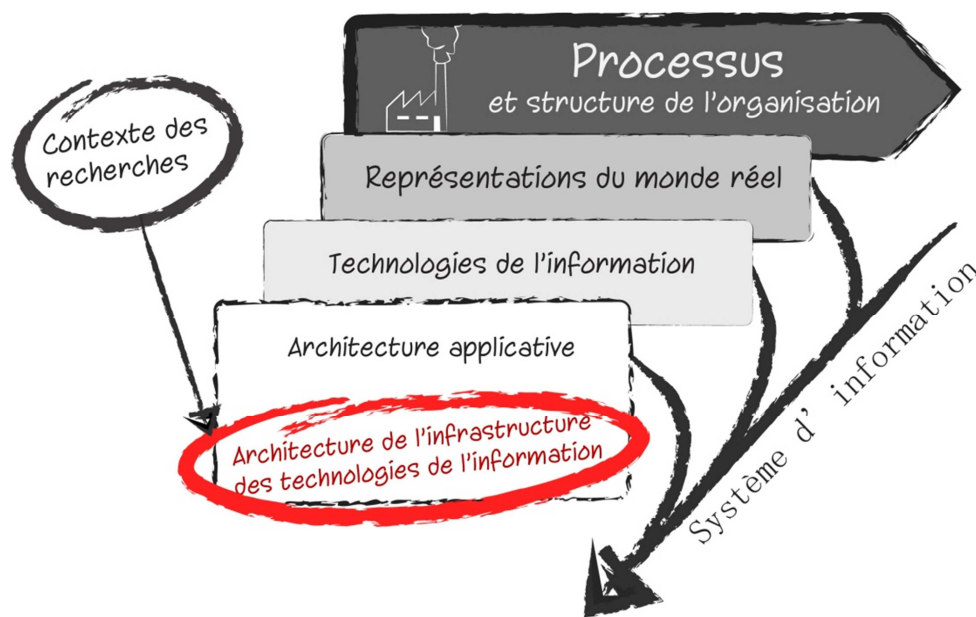 Processus
et structure de l'organisation
Contexte des
recherches
Représentations du monde réel
Technologies de l'information
Architecture applicative
Architecture de l'infrastructure
des technologies de l'information
Système d' information